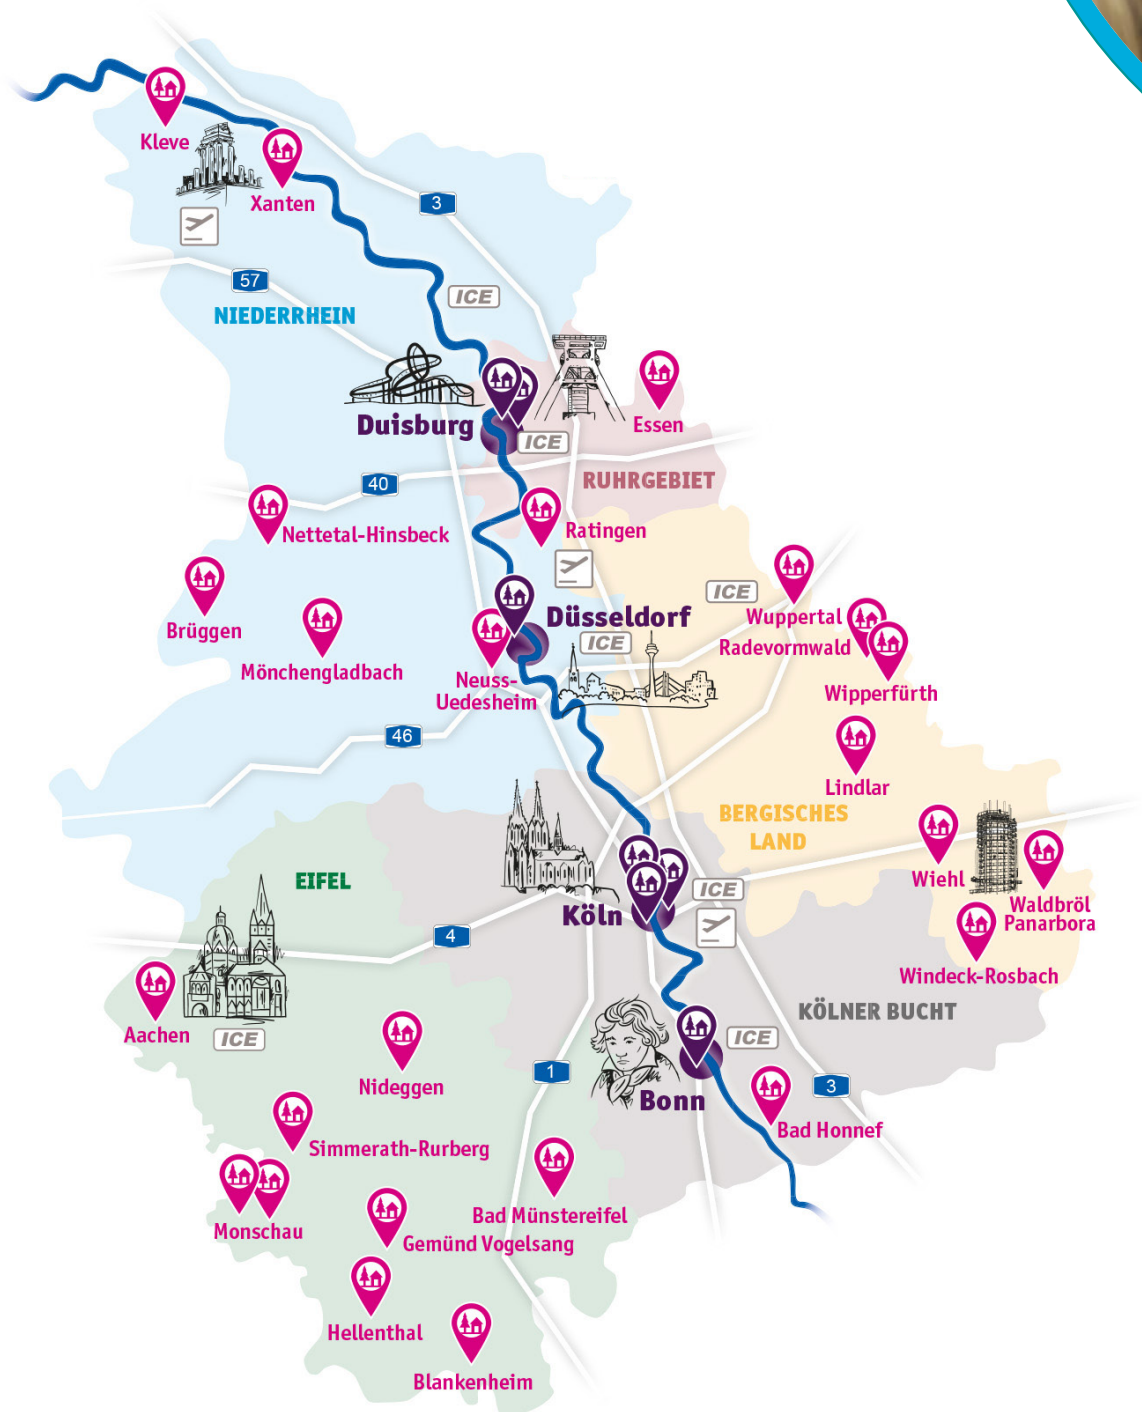 Kleve
Xanten
3
57
ICE
NIEDERRHEIN
Duisburg
Essen
ICE
RUHRGEBIET
40
Nettetal-Hinsbeck
Ratingen
ICE
Brüggen
Mönchengladbach
Düsseldorf
ICE
Wuppertal
Radevormwald
Neuss-
Uedesheim
Wipperfürth
46
Lindlar
BERGISCHES
LAND
EIFEL
Wiehl
ICE
Köln
Waldbröl
Panarbora
4
Windeck-Rosbach
KÖLNER BUCHT
Aachen
ICE
ICE
Nideggen
1
3
Bonn
Bad Honnef
Simmerath-Rurberg
Monschau
Bad Münstereifel
Gemünd Vogelsang
Hellenthal
Blankenheim